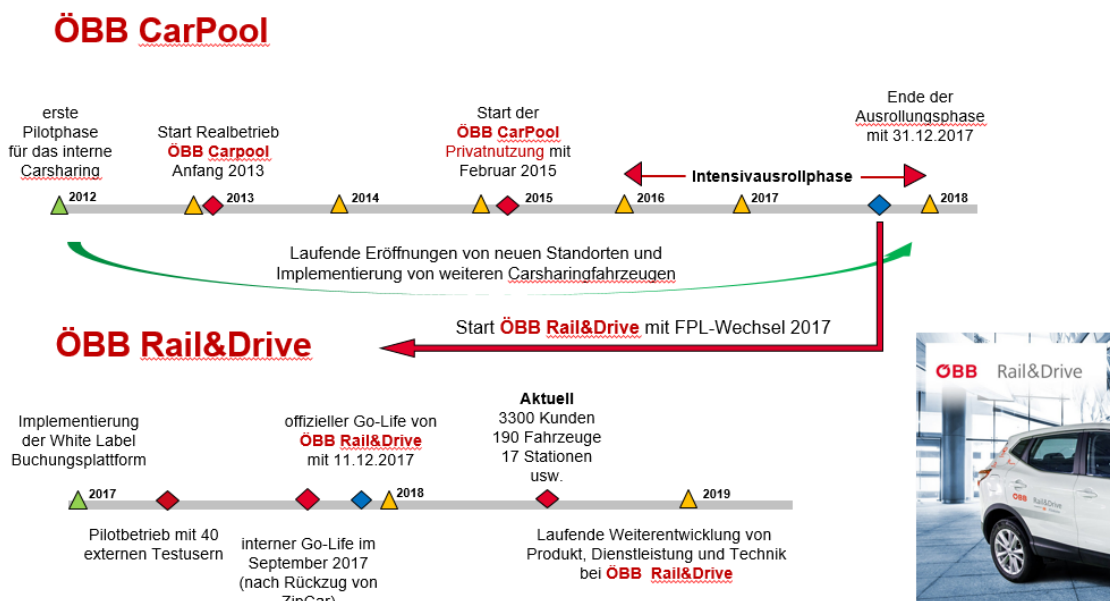 ÖBB CarPool
erste
Pilotphase
für das interne
Carsharing
Start Realbetrieb
ÖBB Carpool
Anfang 2013
Start der
ÖBB CarPool
Privatnutzung mit
Februar 2015
Ende der
Ausrollungsphase
mit 31.12.2017
Intensivausrollphase
2012
2013
2014
2015
2016
2017
2018
Laufende Eröffnungen von neuen Standorten und
Implementierung von weiteren Carsharingfahrzeugen
Start ÖBB Rail&Drive mit FPL-Wechsel 2017
ÖBB Rail&Drive
Implementierung
der White Label
Buchungsplattform
offizieller Go-Life von
ÖBB Rail&Drive
mit 11.12.2017
Aktuell
3300 Kunden
190 Fahrzeuge
17 Stationen
usw.
2017
2018
2019
Pilotbetrieb mit 40
externen Testusern
interner Go-Life im
September 2017
(nach Rückzug von
ZipCar)
Laufende Weiterentwicklung von
Produkt, Dienstleistung und Technik
bei ÖBB Rail&Drive
ÖBB Rail&Drive
ÖBB Rail&Drive